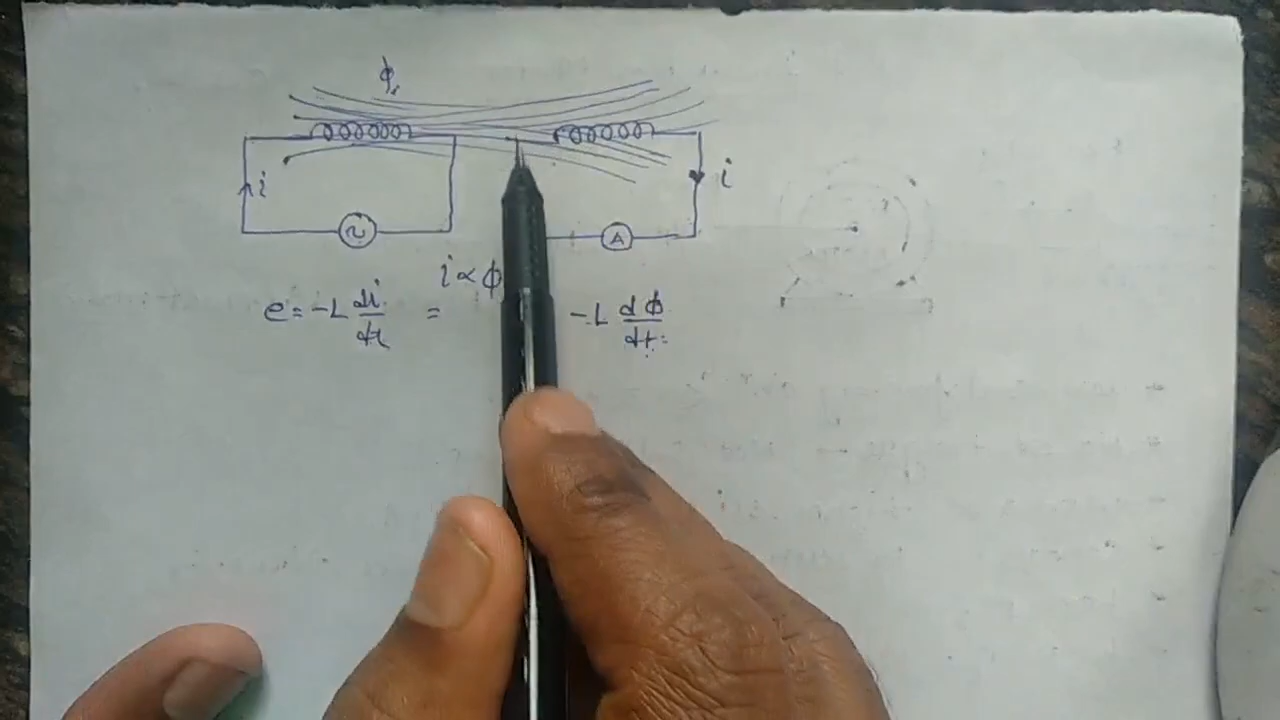 ϕ
i
i
~
A
i ∝ ϕ
e = -L di/dt = -L dϕ/dt